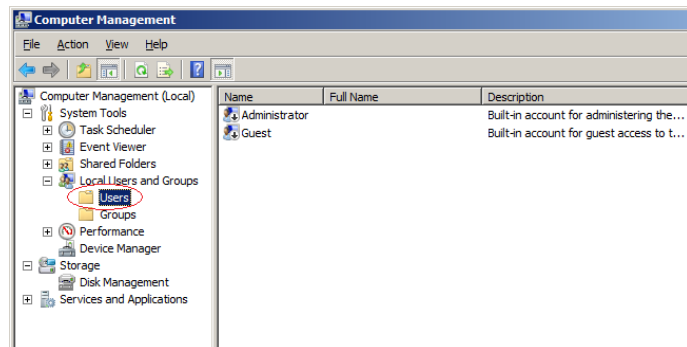 Computer Management
File Action View Help
Computer Management (Local)
System Tools
Task Scheduler
Event Viewer
Shared Folders
Local Users and Groups
Users
Groups
Performance
Device Manager
Storage
Disk Management
Services and Applications
Name Full Name Description
Administrator Built-in account for administering the...
Guest Built-in account for guest access to t...